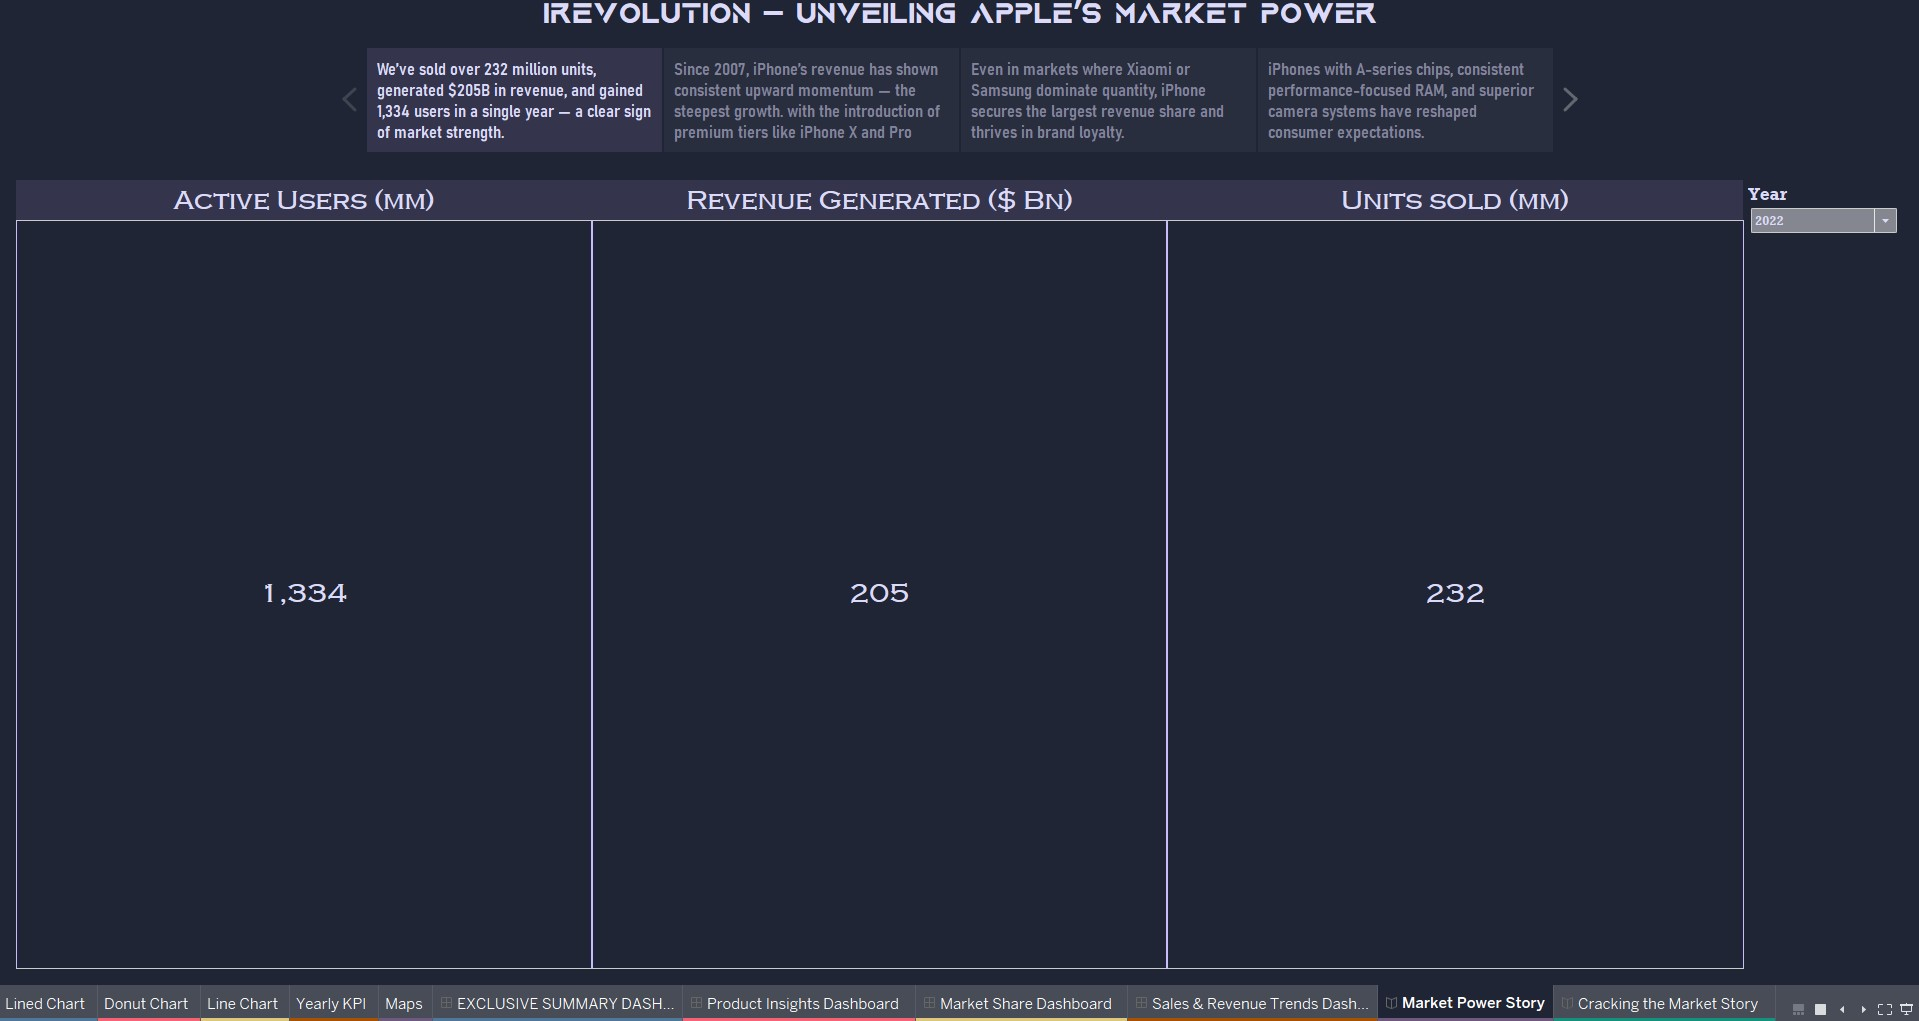 iREVOLUTION – UNVEILING APPLE'S MARKET POWER
We've sold over 232 million units,
generated $205B in revenue, and gained
1,334 users in a single year — a clear sign
of market strength.
Since 2007, iPhone's revenue has shown
consistent upward momentum — the
steepest growth. with the introduction of
premium tiers like iPhone X and Pro
Even in markets where Xiaomi or
Samsung dominate quantity, iPhone
secures the largest revenue share and
thrives in brand loyalty.
iPhones with A-series chips, consistent
performance-focused RAM, and superior
camera systems have reshaped
consumer expectations.
Active Users (mm)
Revenue Generated ($ Bn)
Units sold (mm)
Year
2022
1,334
205
232
Lined Chart
Donut Chart
Line Chart
Yearly KPI
Maps
EXCLUSIVE SUMMARY DASH...
Product Insights Dashboard
Market Share Dashboard
Sales & Revenue Trends Dash...
Market Power Story
Cracking the Market Story